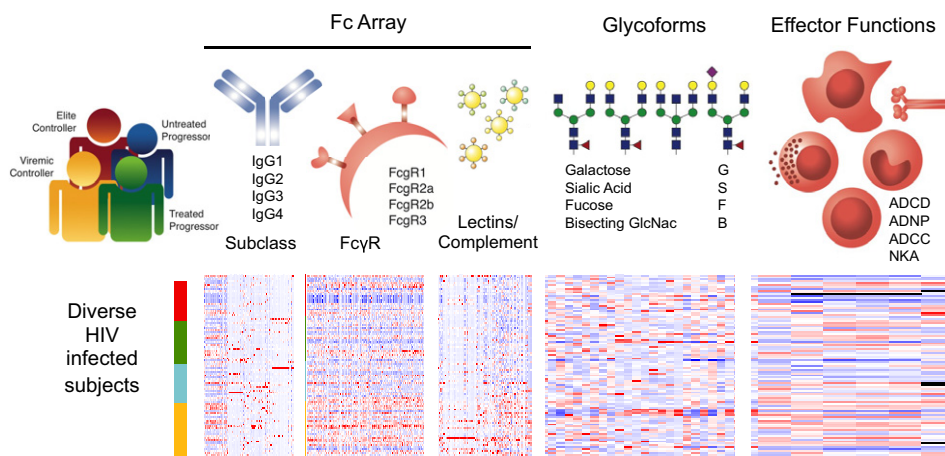 Fc Array
Glycoforms
Effector Functions
Elite
Controller
Untreated
Progressor
Viremic
Controller
Treated
Progressor
IgG1
IgG2
IgG3
IgG4
Subclass
FcgR1
FcgR2a
FcgR2b
FcgR3
FcγR
Lectins/
Complement
Galactose G
Sialic Acid S
Fucose F
Bisecting GlcNac B
ADCD
ADNP
ADCC
NKA
Diverse
HIV
infected
subjects